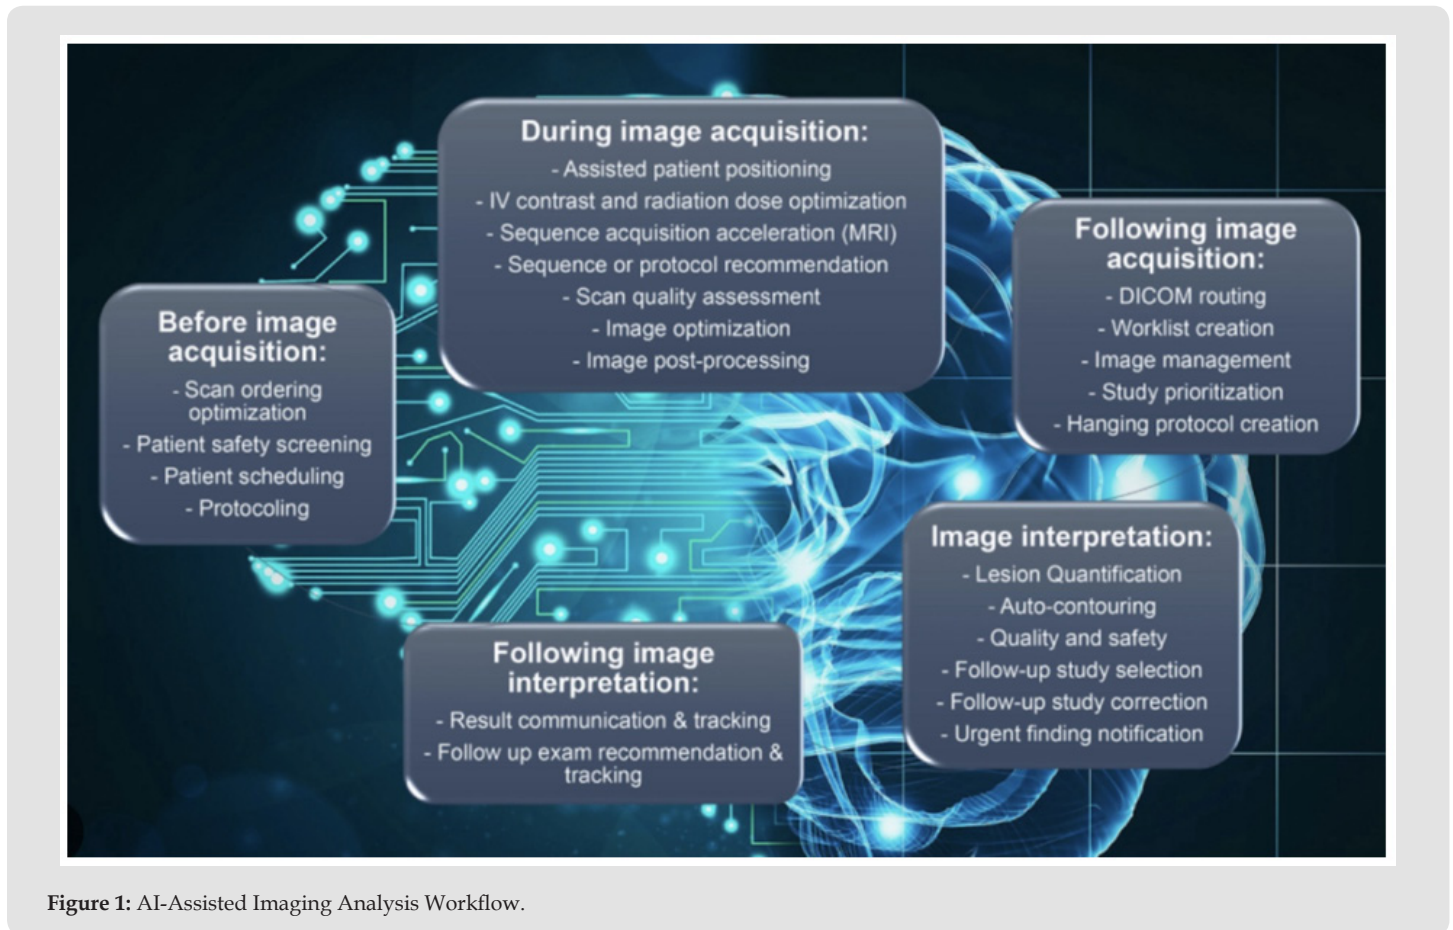 Before image
acquisition:
- Scan ordering
optimization
- Patient safety screening
- Patient scheduling
- Protocoling
During image acquisition:
- Assisted patient positioning
- IV contrast and radiation dose optimization
- Sequence acquisition acceleration (MRI)
- Sequence or protocol recommendation
- Scan quality assessment
- Image optimization
- Image post-processing
Following image
acquisition:
- DICOM routing
- Worklist creation
- Image management
- Study prioritization
- Hanging protocol creation
Image interpretation:
- Lesion Quantification
- Auto-contouring
- Quality and safety
- Follow-up study selection
- Follow-up study correction
- Urgent finding notification
Following image
interpretation:
- Result communication & tracking
- Follow up exam recommendation &
tracking
Figure 1: AI-Assisted Imaging Analysis Workflow.